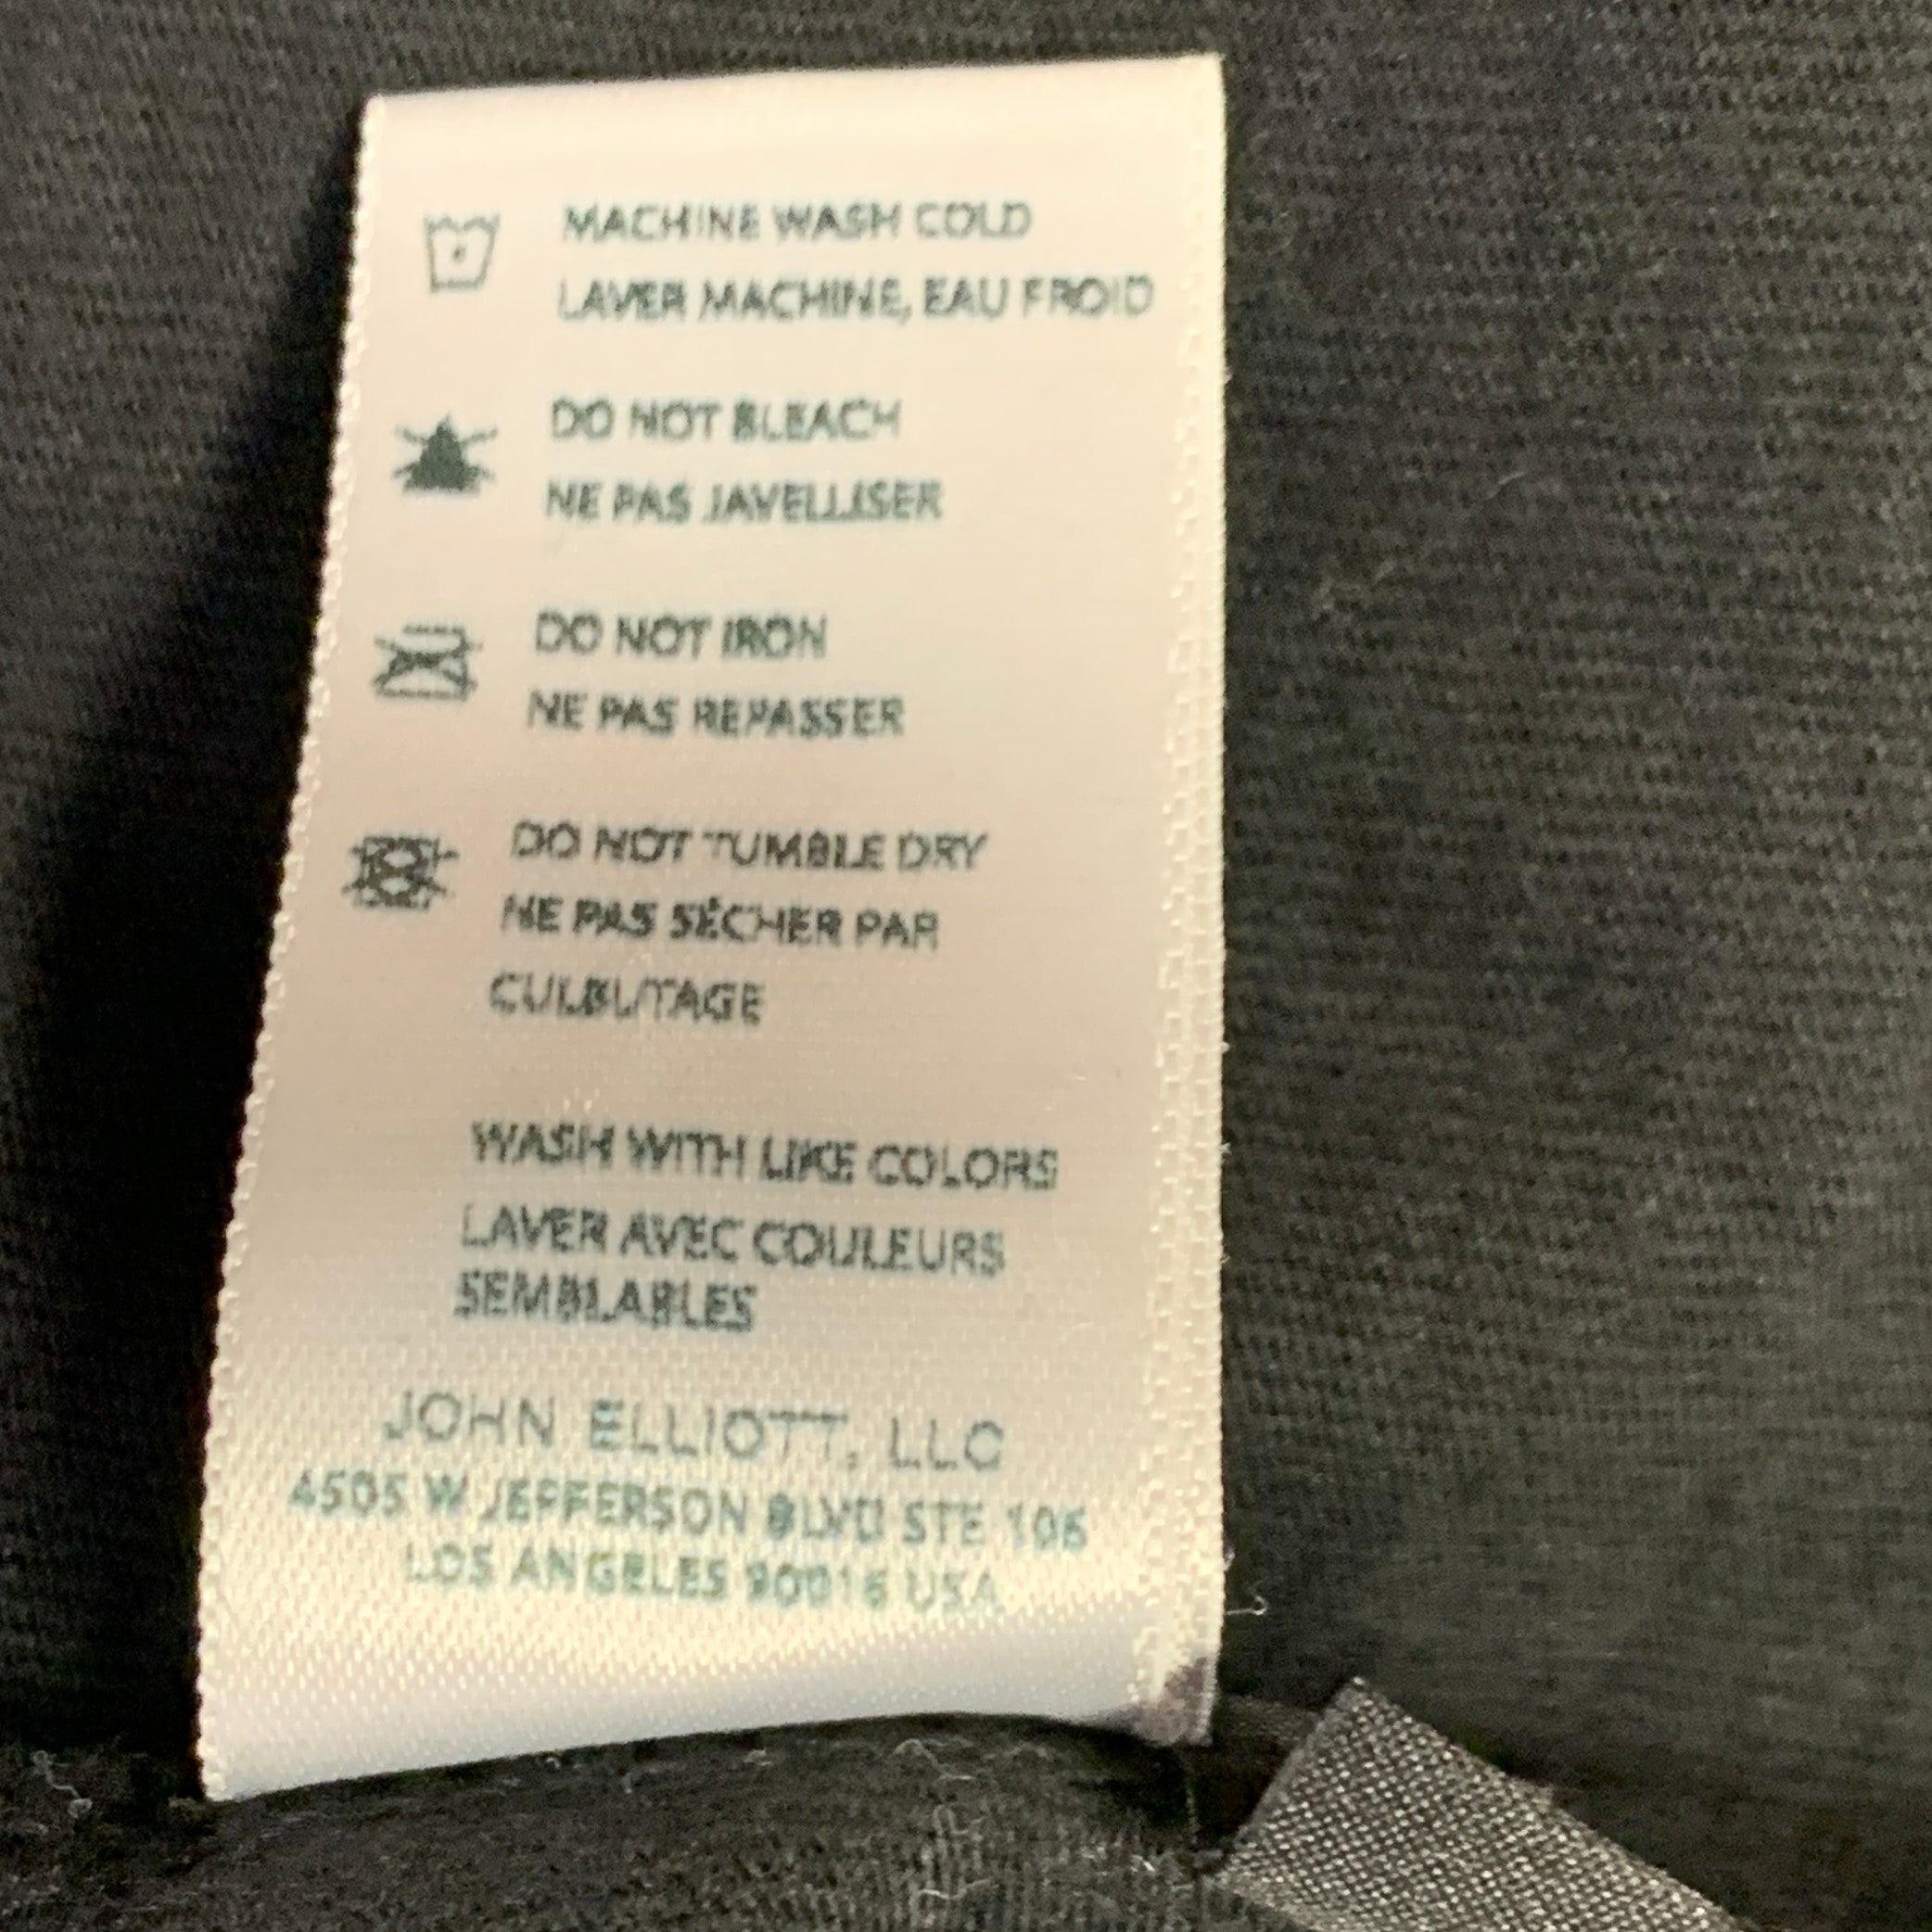 MACHINE WASH COLD
LAVER MACHINE, EAU FROID
DO NOT BLEACH
NE PAS JAVELLISER
DO NOT IRON
NE PAS REPASSER
DO NOT TUMBLE DRY
NE PAS SÉCHER PAR
CULBUTAGE
WASH WITH LIKE COLORS
LAVER AVEC COULEURS
SEMBLABLES
JOHN ELLIOTT, LLC
4505 W JEFFERSON BLVD STE 106
LOS ANGELES 90016 USA